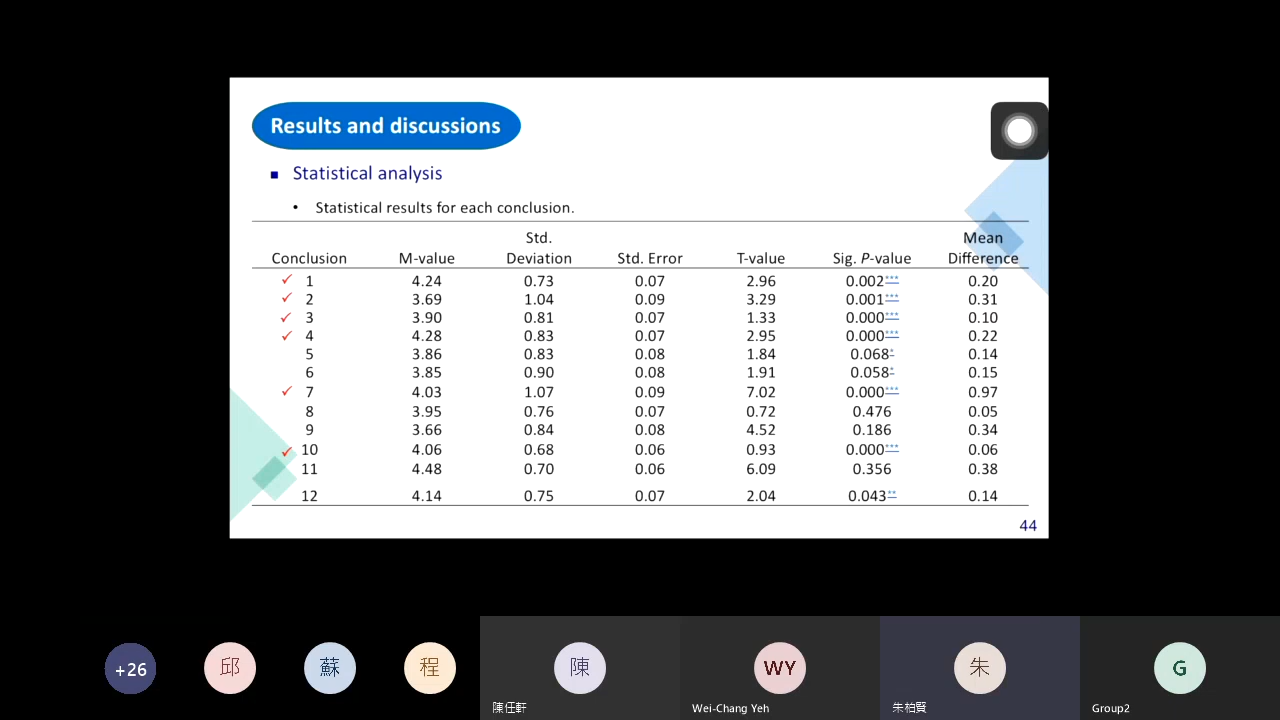 Results and discussions
■ Statistical analysis
• Statistical results for each conclusion.
Conclusion M-value Std. Deviation Std. Error T-value Sig. P-value Mean Difference
✓ 1 4.24 0.73 0.07 2.96 0.002*** 0.20
✓ 2 3.69 1.04 0.09 3.29 0.001*** 0.31
✓ 3 3.90 0.81 0.07 1.33 0.000*** 0.10
✓ 4 4.28 0.83 0.07 2.95 0.000*** 0.22
5 3.86 0.83 0.08 1.84 0.068* 0.14
6 3.85 0.90 0.08 1.91 0.058* 0.15
✓ 7 4.03 1.07 0.09 7.02 0.000*** 0.97
8 3.95 0.76 0.07 0.72 0.476 0.05
9 3.66 0.84 0.08 4.52 0.186 0.34
✓ 10 4.06 0.68 0.06 0.93 0.000*** 0.06
11 4.48 0.70 0.06 6.09 0.356 0.38
12 4.14 0.75 0.07 2.04 0.043** 0.14
44
+26 邱 蘇 程 陳 WY 朱 G
陳任軒 Wei-Chang Yeh 朱柏賢 Group2